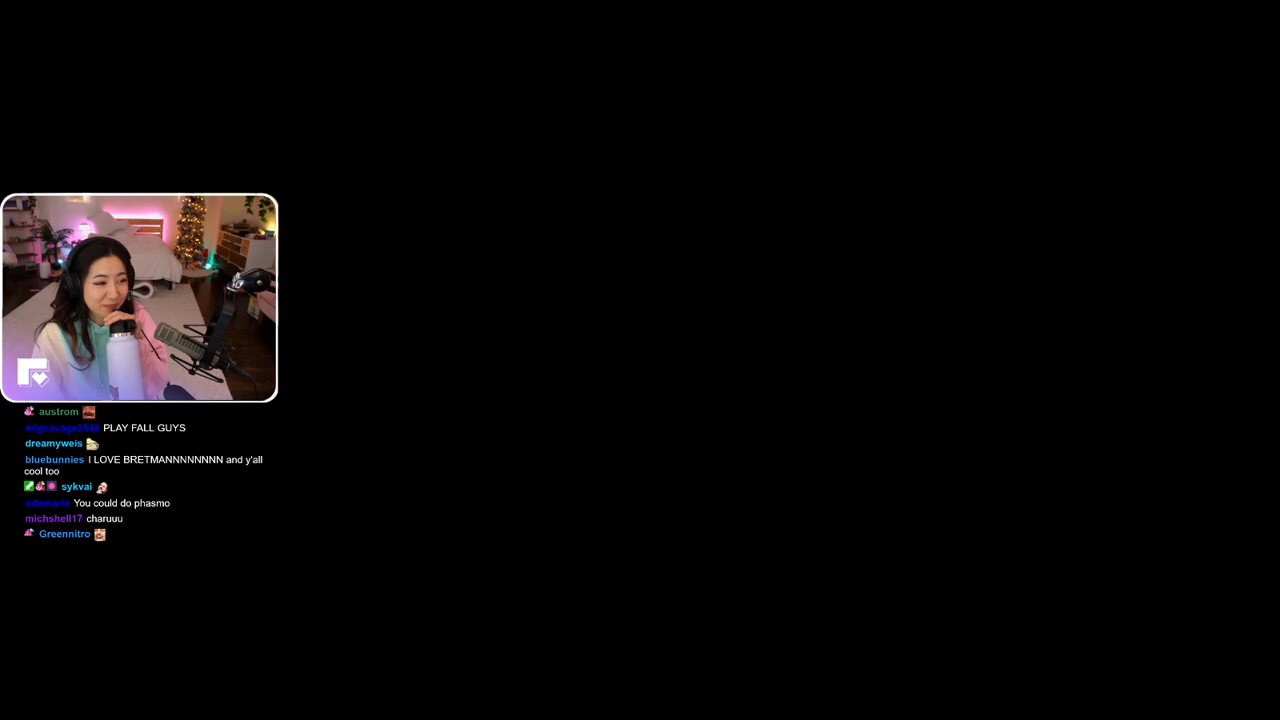 austrom
migsavage2546 PLAY FALL GUYS
dreamyweis
bluebunnies I LOVE BRETMANNNNNNNN and y'all
cool too
sykvai
You could do phasmo
michshell17 charuuu
Greennitro